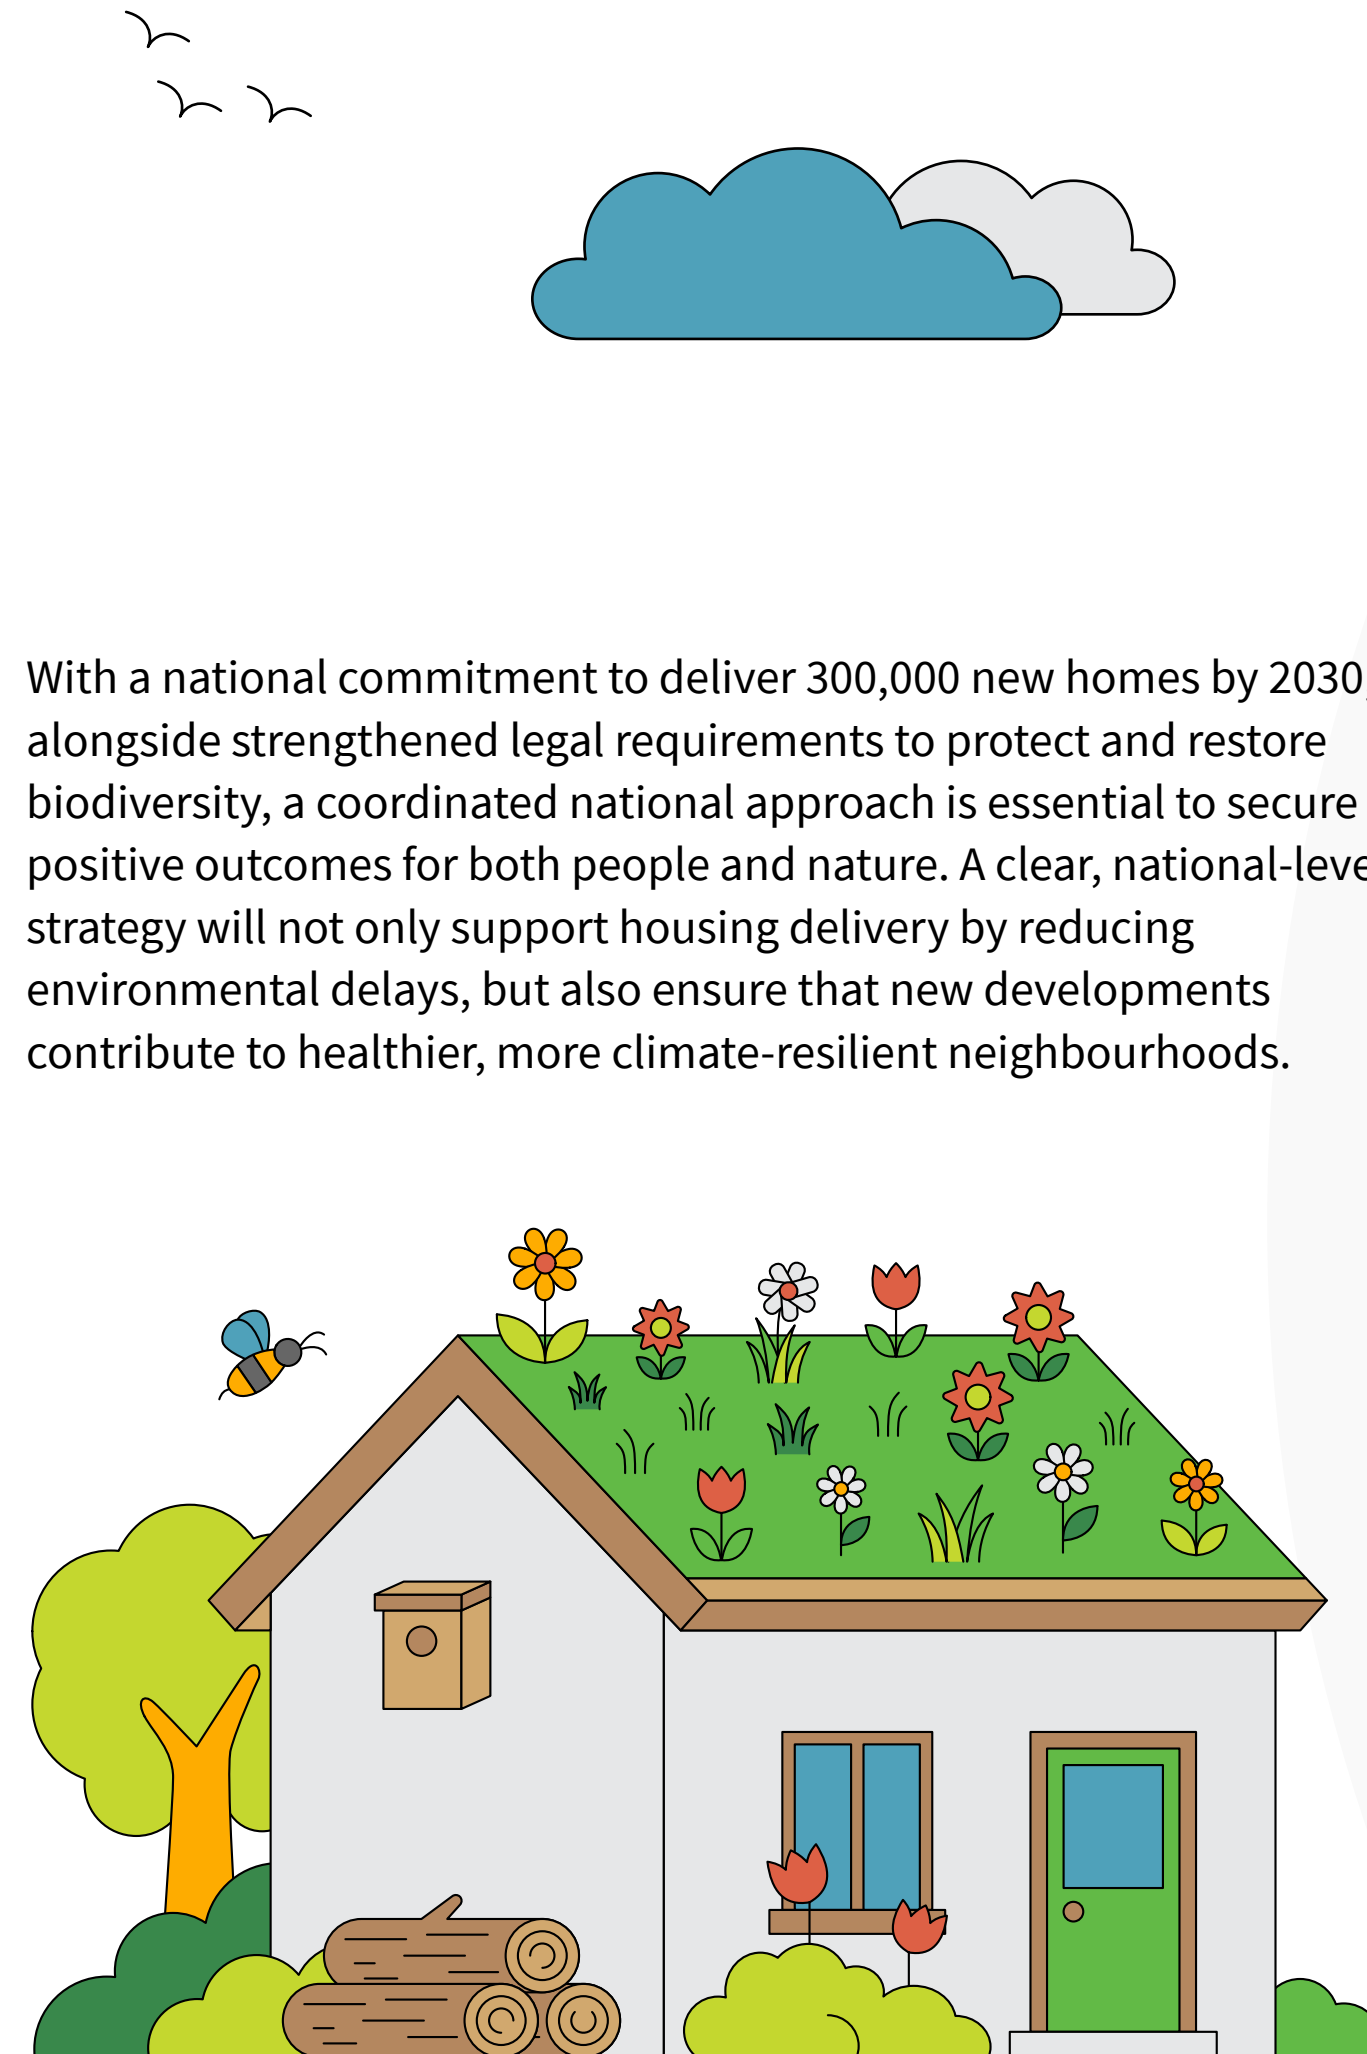 With a national commitment to deliver 300,000 new homes by 2030,
alongside strengthened legal requirements to protect and restore
biodiversity, a coordinated national approach is essential to secure
positive outcomes for both people and nature. A clear, national-leve
strategy will not only support housing delivery by reducing
environmental delays, but also ensure that new developments
contribute to healthier, more climate-resilient neighbourhoods.